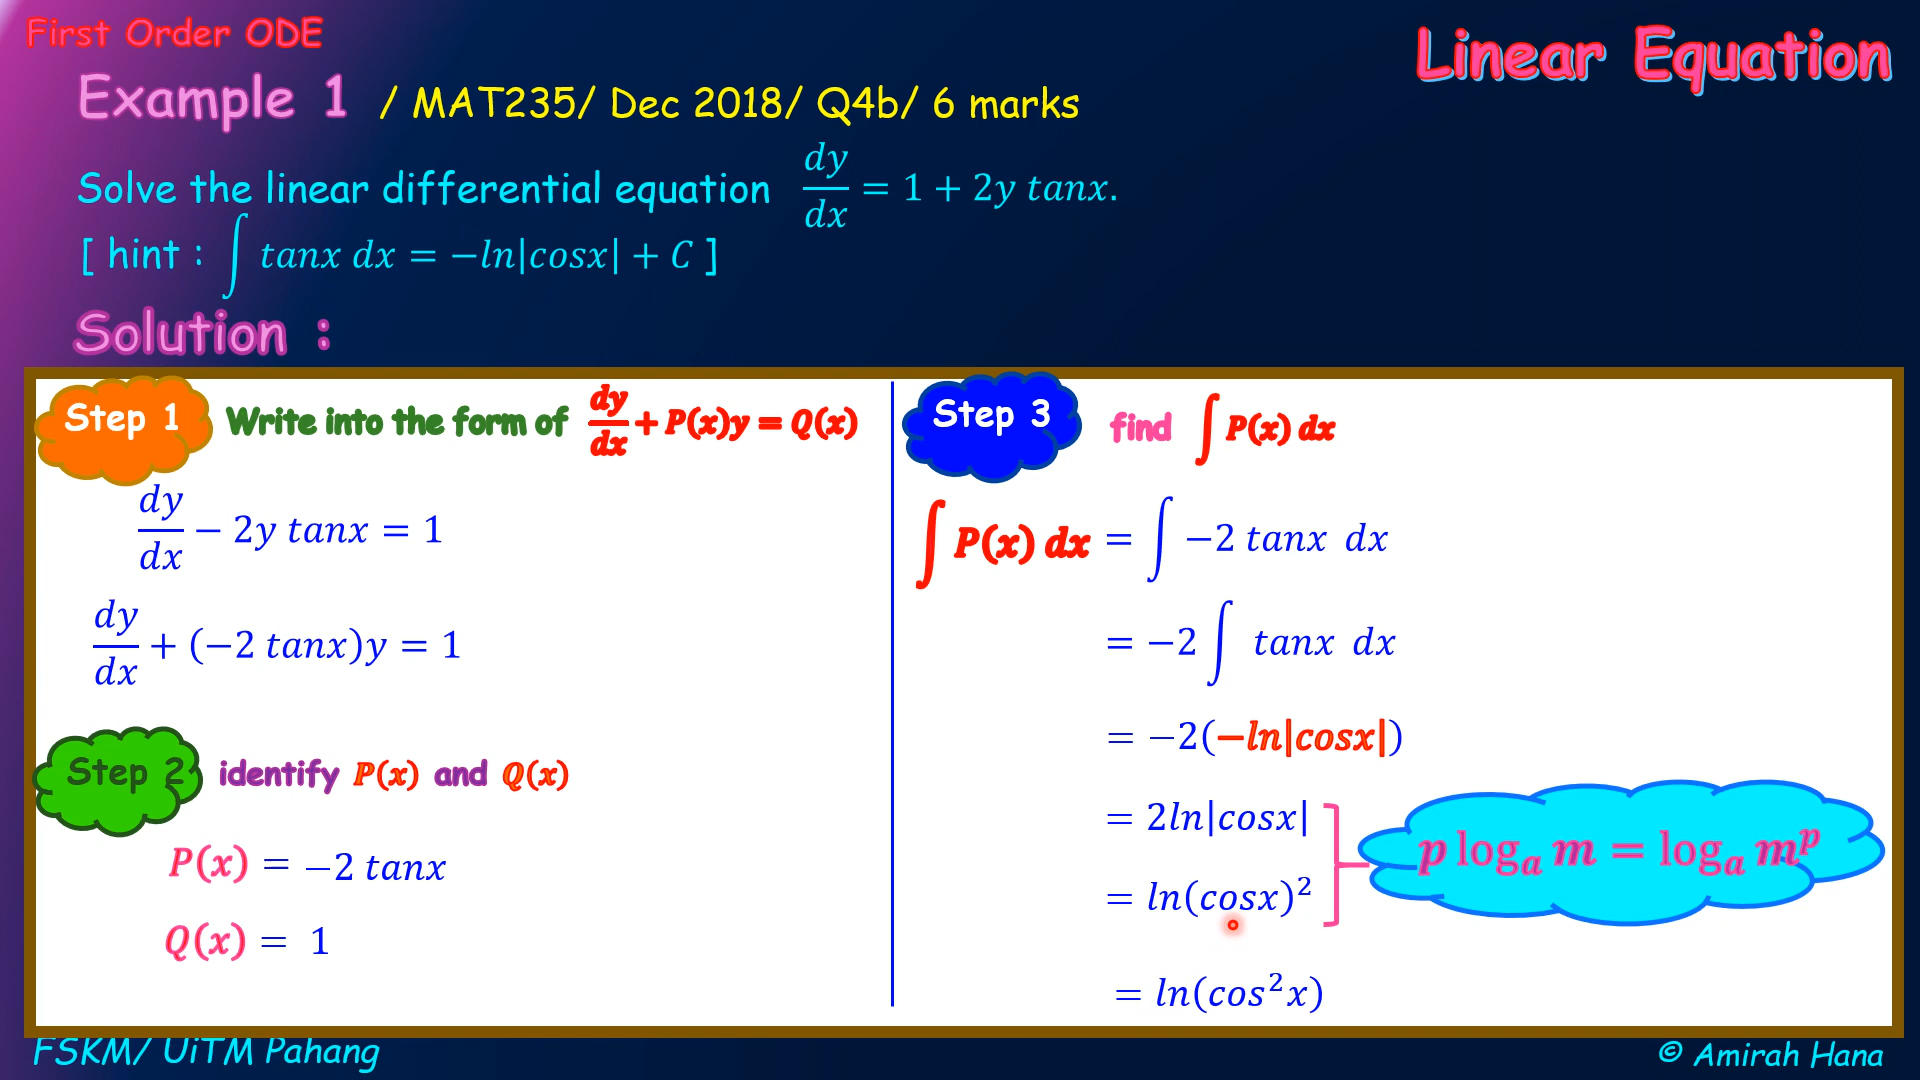 First Order ODE
Linear Equation
Example 1 / MAT235/ Dec 2018/ Q4b/ 6 marks
Solve the linear differential equation dy/dx = 1 + 2y tanx.
[ hint : ∫ tanx dx = −ln|cosx| + C ]
Solution :
Step 1 Write into the form of dy/dx + P(x)y = Q(x)
dy/dx − 2y tanx = 1
dy/dx + (−2 tanx)y = 1
Step 2 identify P(x) and Q(x)
P(x) = −2 tanx
Q(x) = 1
Step 3 find ∫ P(x) dx
∫ P(x) dx = ∫ −2 tanx dx
= −2 ∫ tanx dx
= −2(−ln|cosx|)
= 2ln|cosx|
= ln(cosx)²
p logₐ m = logₐ mᵖ
= ln(cos²x)
FSKM/ UiTM Pahang
© Amirah Hana